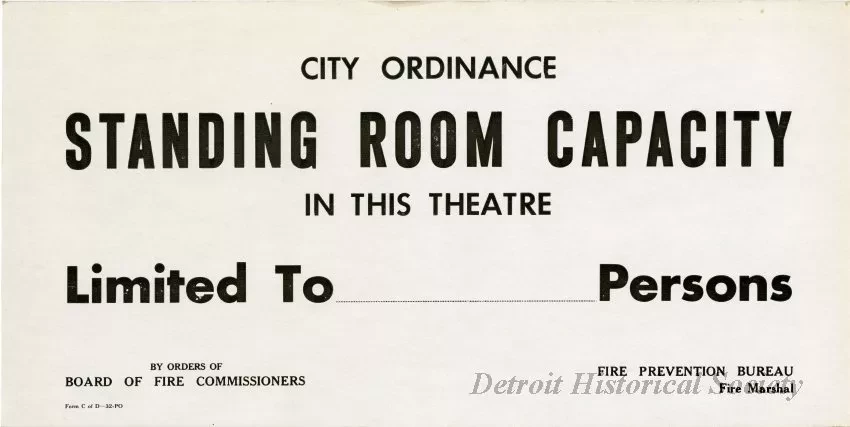 CITY ORDINANCE
STANDING ROOM CAPACITY
IN THIS THEATRE
Limited To Persons
BY ORDERS OF
BOARD OF FIRE COMMISSIONERS
FIRE PREVENTION BUREAU
Fire Marshal
Detroit Historical Society
Form C of D—52-PO